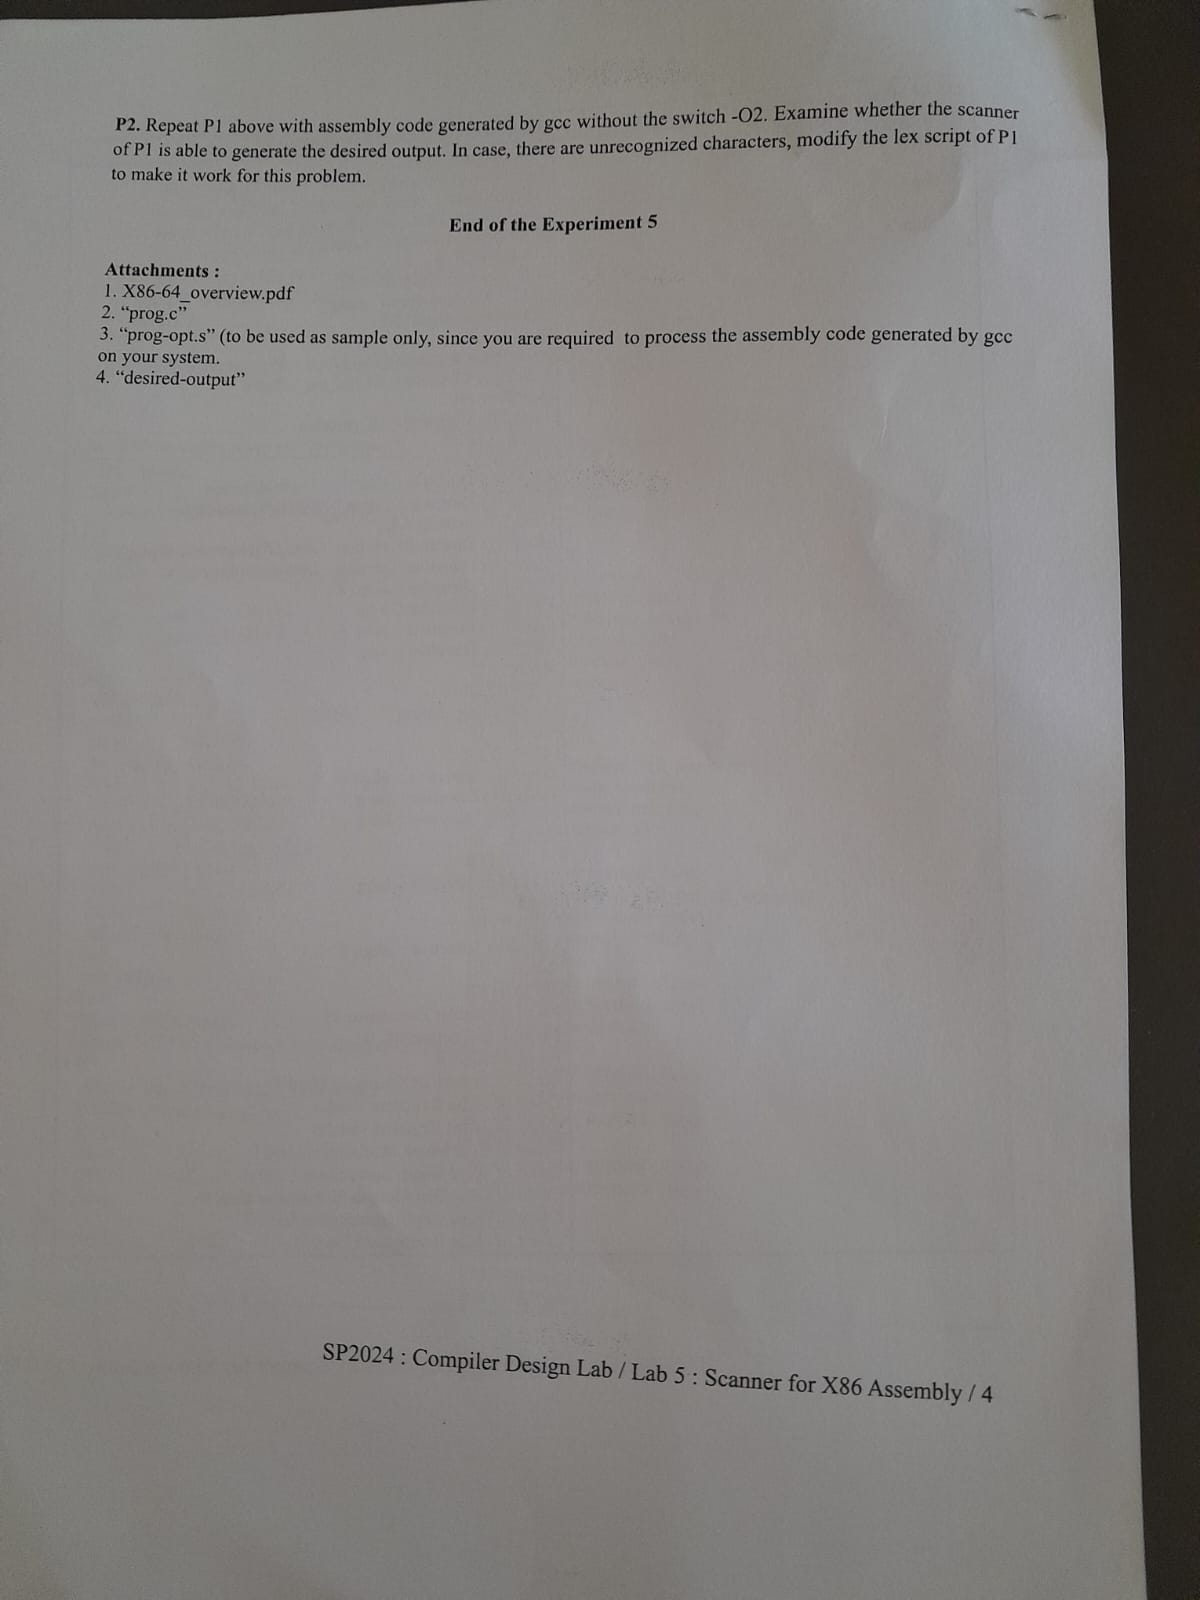 P2. Repeat P1 above with assembly code generated by gcc without the switch -O2. Examine whether the scanner
of P1 is able to generate the desired output. In case, there are unrecognized characters, modify the lex script of P1
to make it work for this problem.
End of the Experiment 5
Attachments :
1. X86-64_overview.pdf
2. “prog.c”
3. “prog-opt.s” (to be used as sample only, since you are required to process the assembly code generated by gcc
on your system.
4. “desired-output”
SP2024 : Compiler Design Lab / Lab 5 : Scanner for X86 Assembly / 4